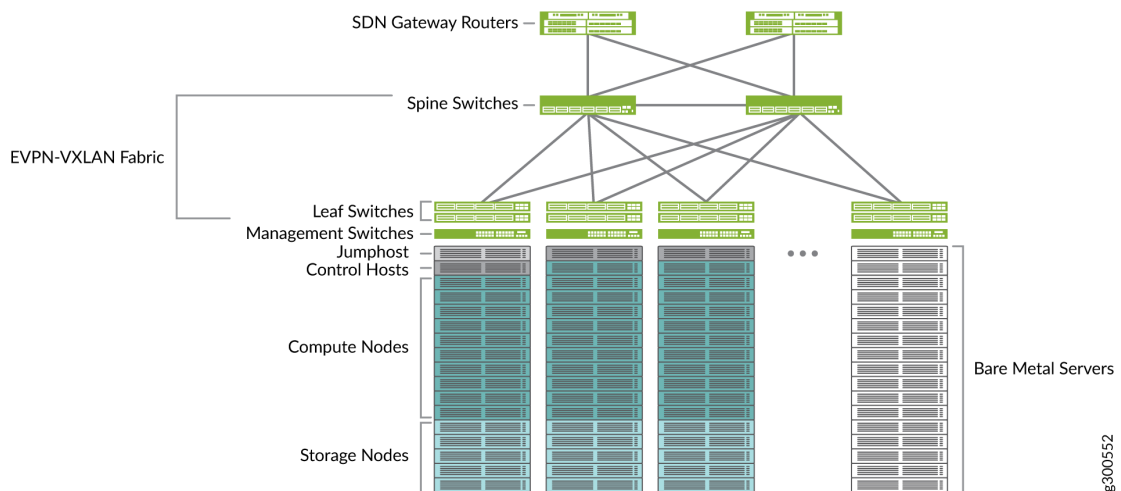 SDN Gateway Routers
Spine Switches
EVPN-VXLAN Fabric
Leaf Switches
Management Switches
Jumphost
Control Hosts
Compute Nodes
Bare Metal Servers
Storage Nodes
g300552